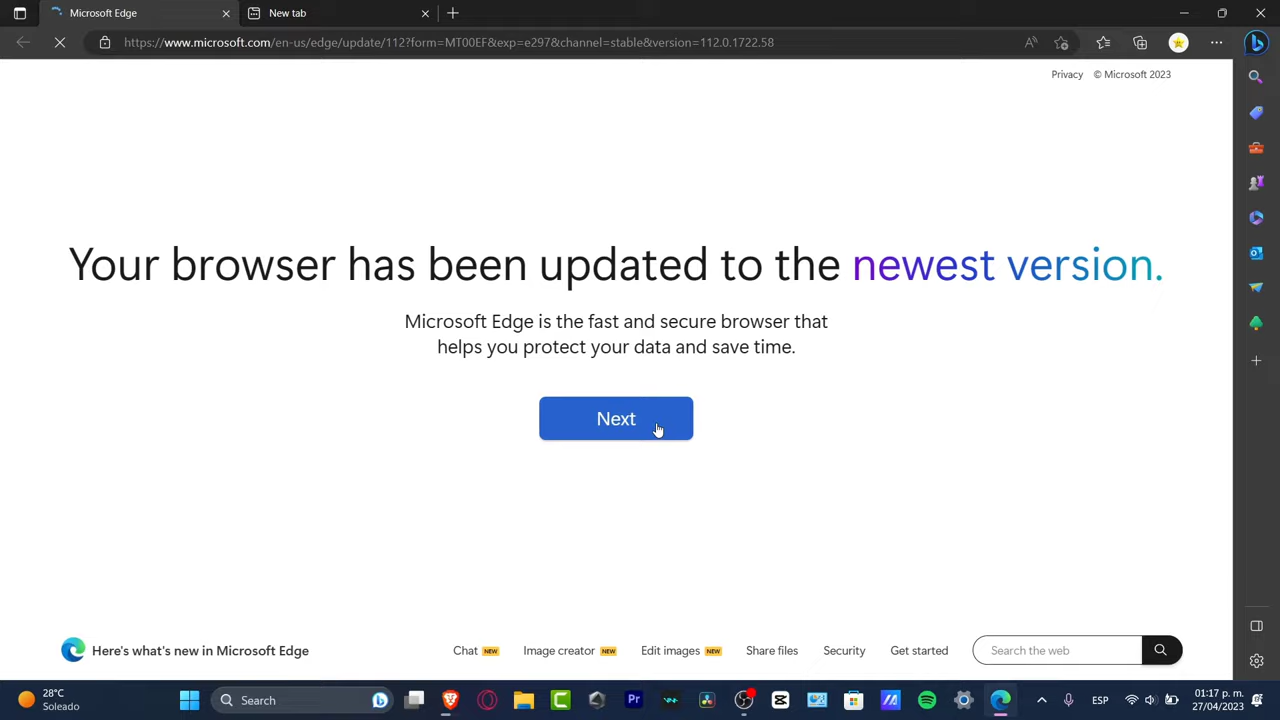 Microsoft Edge
New tab
https://www.microsoft.com/en-us/edge/update/112?form=MT00EF&exp=e297&channel=stable&version=112.0.1722.58
Privacy © Microsoft 2023
Your browser has been updated to the newest version.
Microsoft Edge is the fast and secure browser that
helps you protect your data and save time.
Next
Here's what's new in Microsoft Edge
Chat NEW
Image creator NEW
Edit images NEW
Share files
Security
Get started
Search the web
28°C
Soleado
Search
Pr
ESP
01:17 p. m.
27/04/2023